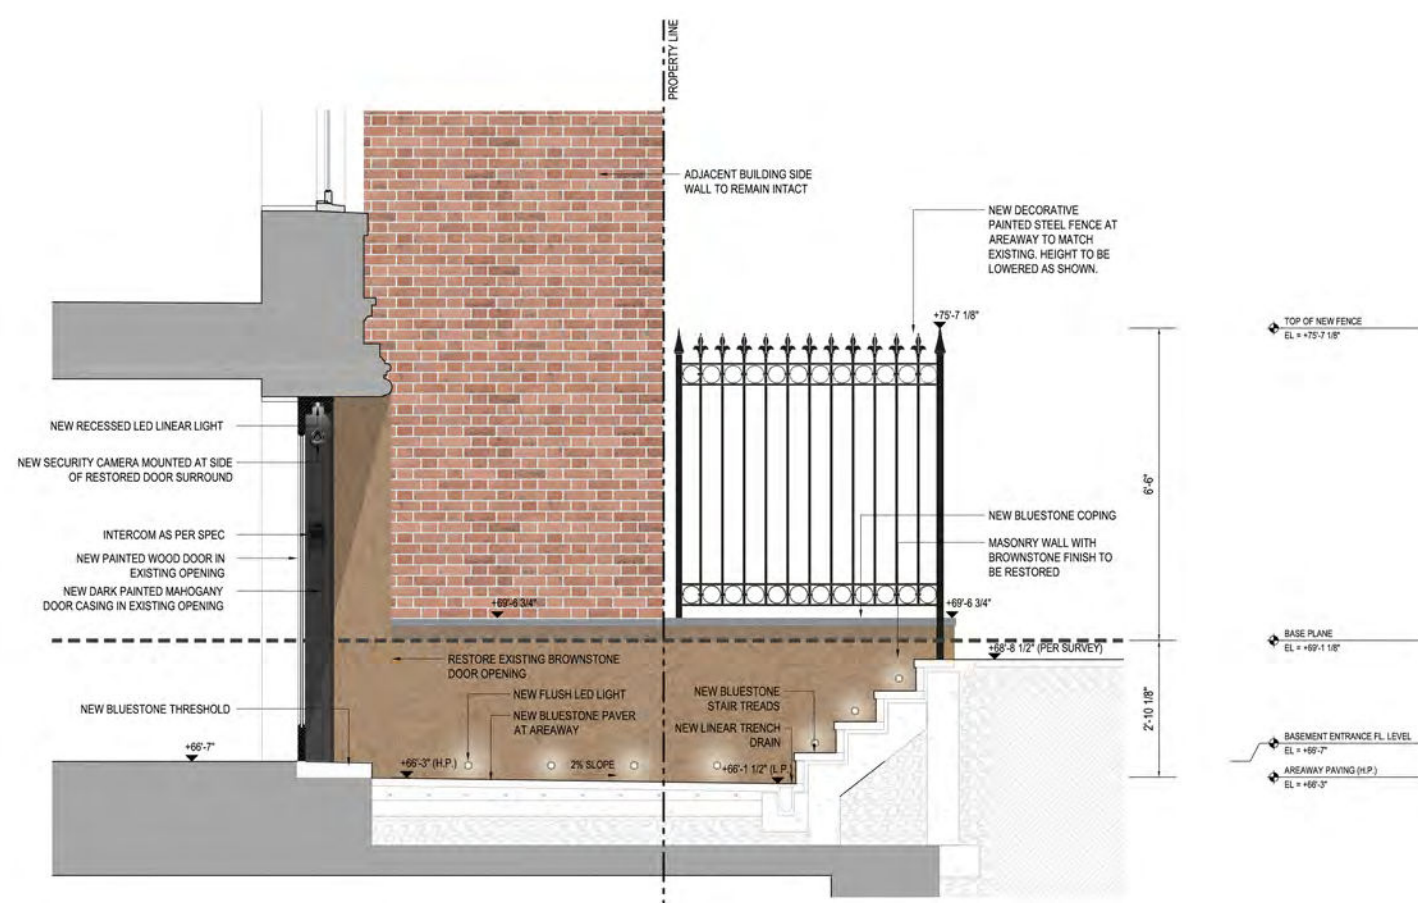 PROPERTY LINE
ADJACENT BUILDING SIDE
WALL TO REMAIN INTACT
NEW DECORATIVE
PAINTED STEEL FENCE AT
AREAWAY TO MATCH
EXISTING. HEIGHT TO BE
LOWERED AS SHOWN.
+75'-7 1/8"
TOP OF NEW FENCE
EL = +75'-7 1/8"
NEW RECESSED LED LINEAR LIGHT
NEW SECURITY CAMERA MOUNTED AT SIDE
OF RESTORED DOOR SURROUND
INTERCOM AS PER SPEC
NEW PAINTED WOOD DOOR IN
EXISTING OPENING
NEW DARK PAINTED MAHOGANY
DOOR CASING IN EXISTING OPENING
6'-6"
NEW BLUESTONE COPING
MASONRY WALL WITH
BROWNSTONE FINISH TO
BE RESTORED
+69'-6 3/4"
+69'-6 3/4"
BASE PLANE
EL = +69'-1 1/8"
+68'-8 1/2" (PER SURVEY)
RESTORE EXISTING BROWNSTONE
DOOR OPENING
NEW FLUSH LED LIGHT
NEW BLUESTONE PAVER
AT AREAWAY
NEW BLUESTONE
STAIR TREADS
NEW LINEAR TRENCH
DRAIN
NEW BLUESTONE THRESHOLD
2'-10 1/8"
+66'-7"
+66'-3" (H.P.)
2% SLOPE
+66'-1 1/2" (L.P.)
BASEMENT ENTRANCE FL. LEVEL
EL = +66'-7"
AREAWAY PAVING (H.P.)
EL = +66'-3"